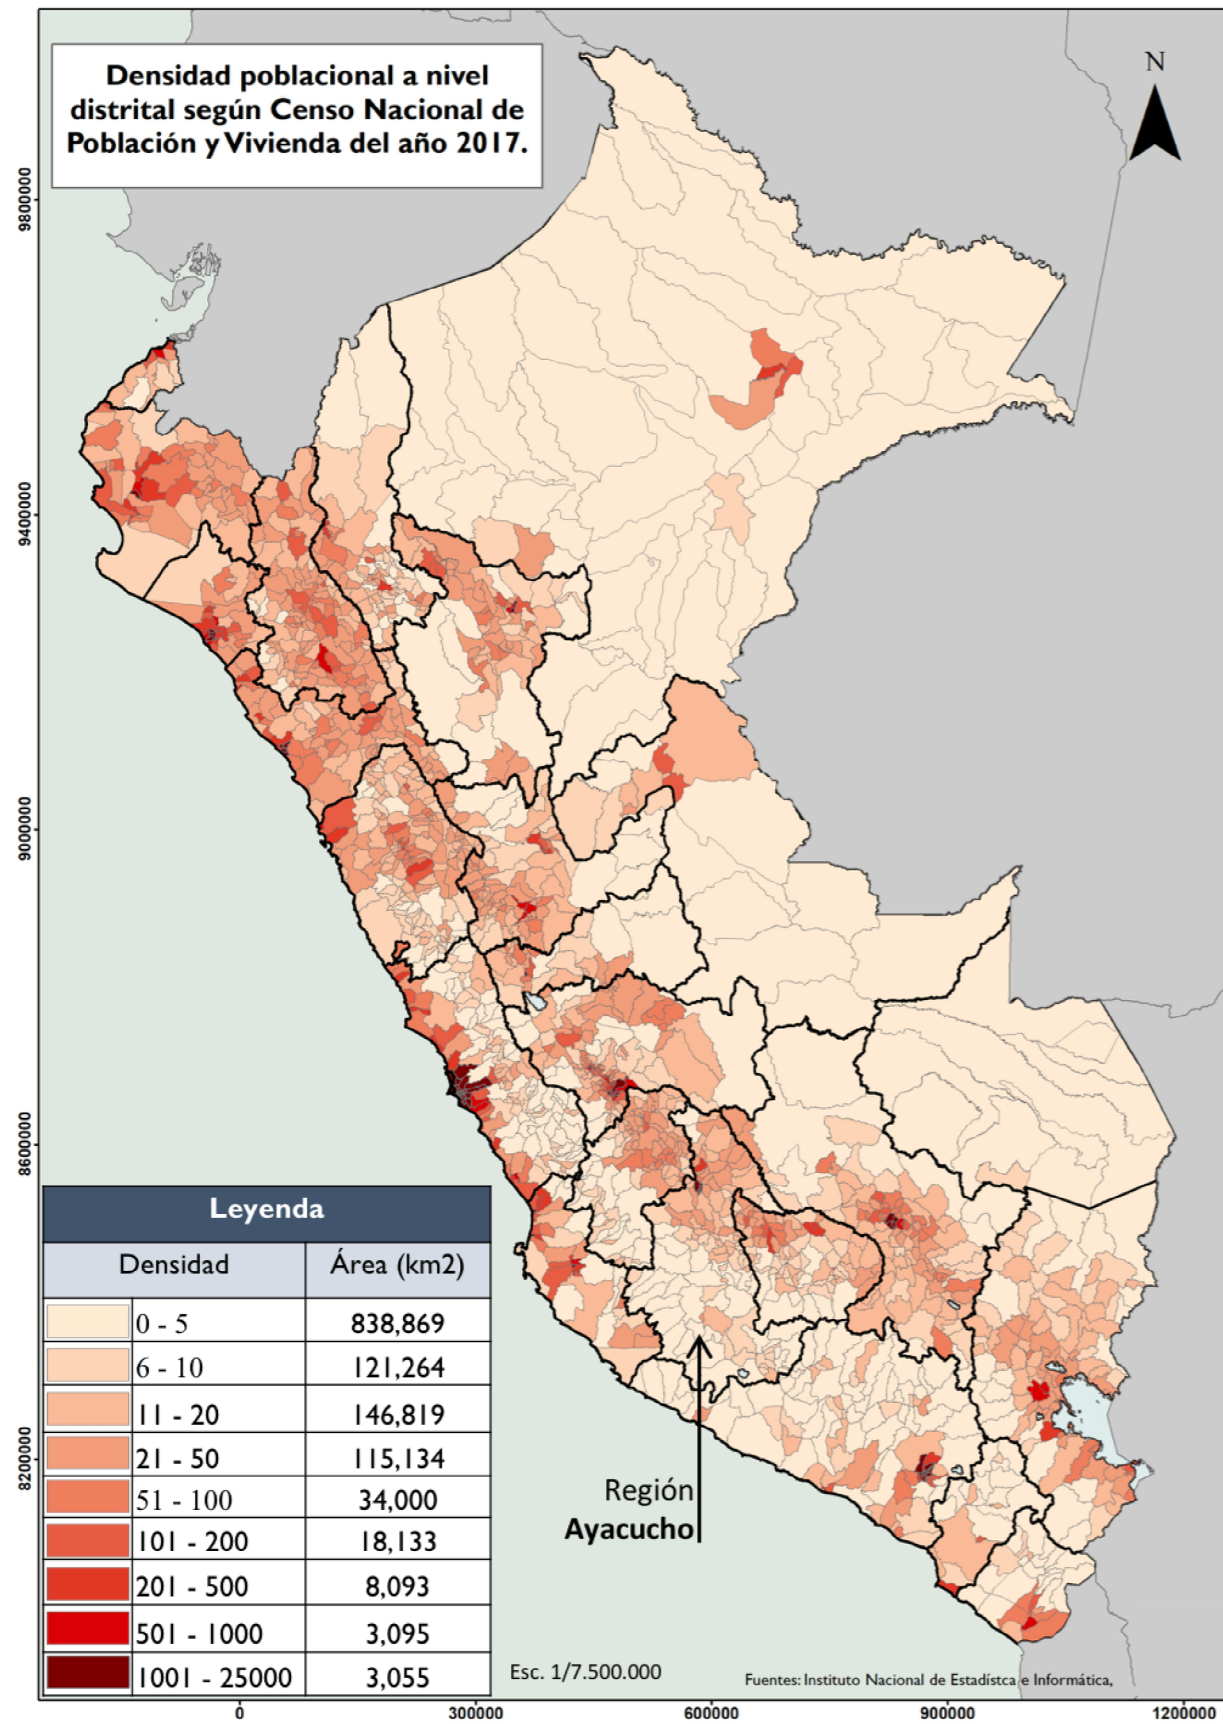 Densidad poblacional a nivel
distrital según Censo Nacional de
Población y Vivienda del año 2017.
N
9800000
9400000
9000000
8600000
8200000
Leyenda
Densidad Área (km2)
0 - 5 838,869
6 - 10 121,264
11 - 20 146,819
21 - 50 115,134
51 - 100 34,000
101 - 200 18,133
201 - 500 8,093
501 - 1000 3,095
1001 - 25000 3,055
Región
Ayacucho
Esc. 1/7.500.000
Fuentes: Instituto Nacional de Estadístca e Informática,
0 300000 600000 900000 1200000